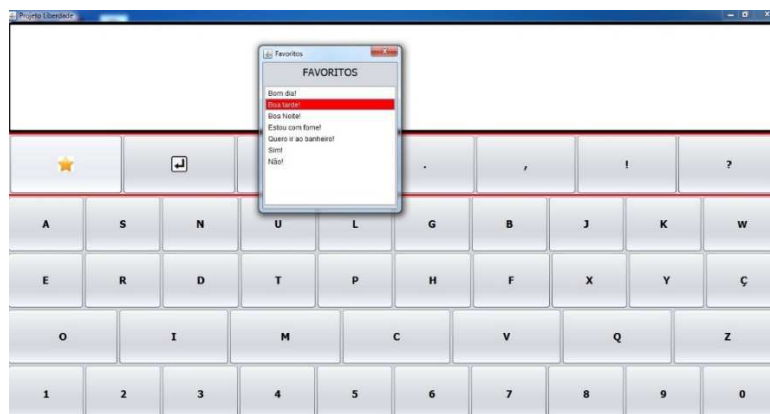 Projeto Liberdade
Favoritos
FAVORITOS
Bom dia!
Boa tarde!
Boa Noite!
Estou com fome!
Quero ir ao banheiro!
Sim!
Não!
. , ! ?
A S N U L G B J K W
E R D T P H F X Y Ç
O I M C V Q Z
1 2 3 4 5 6 7 8 9 0